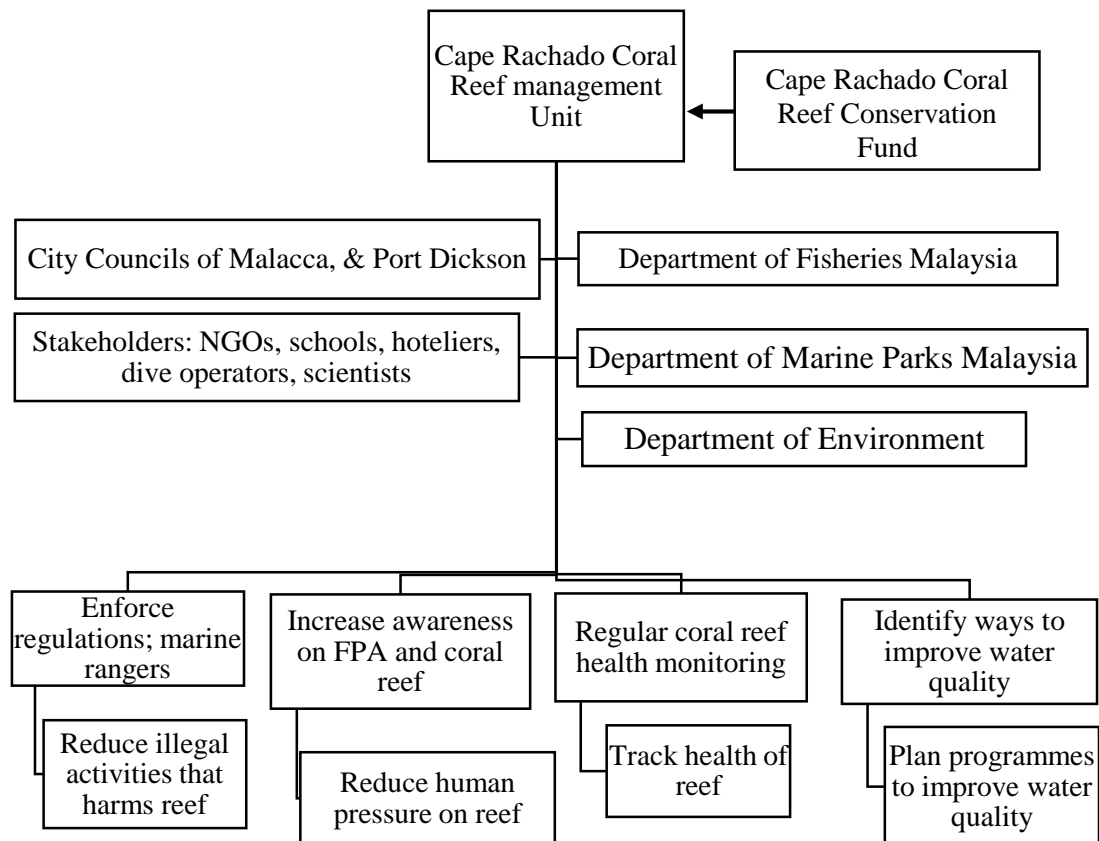 Cape Rachado Coral
Reef management
Unit
Cape Rachado Coral
Reef Conservation
Fund
City Councils of Malacca, & Port Dickson
Department of Fisheries Malaysia
Stakeholders: NGOs, schools, hoteliers,
dive operators, scientists
Department of Marine Parks Malaysia
Department of Environment
Enforce
regulations; marine
rangers
Increase awareness
on FPA and coral
reef
Regular coral reef
health monitoring
Identify ways to
improve water
quality
Reduce illegal
activities that
harms reef
Reduce human
pressure on reef
Track health of
reef
Plan programmes
to improve water
quality